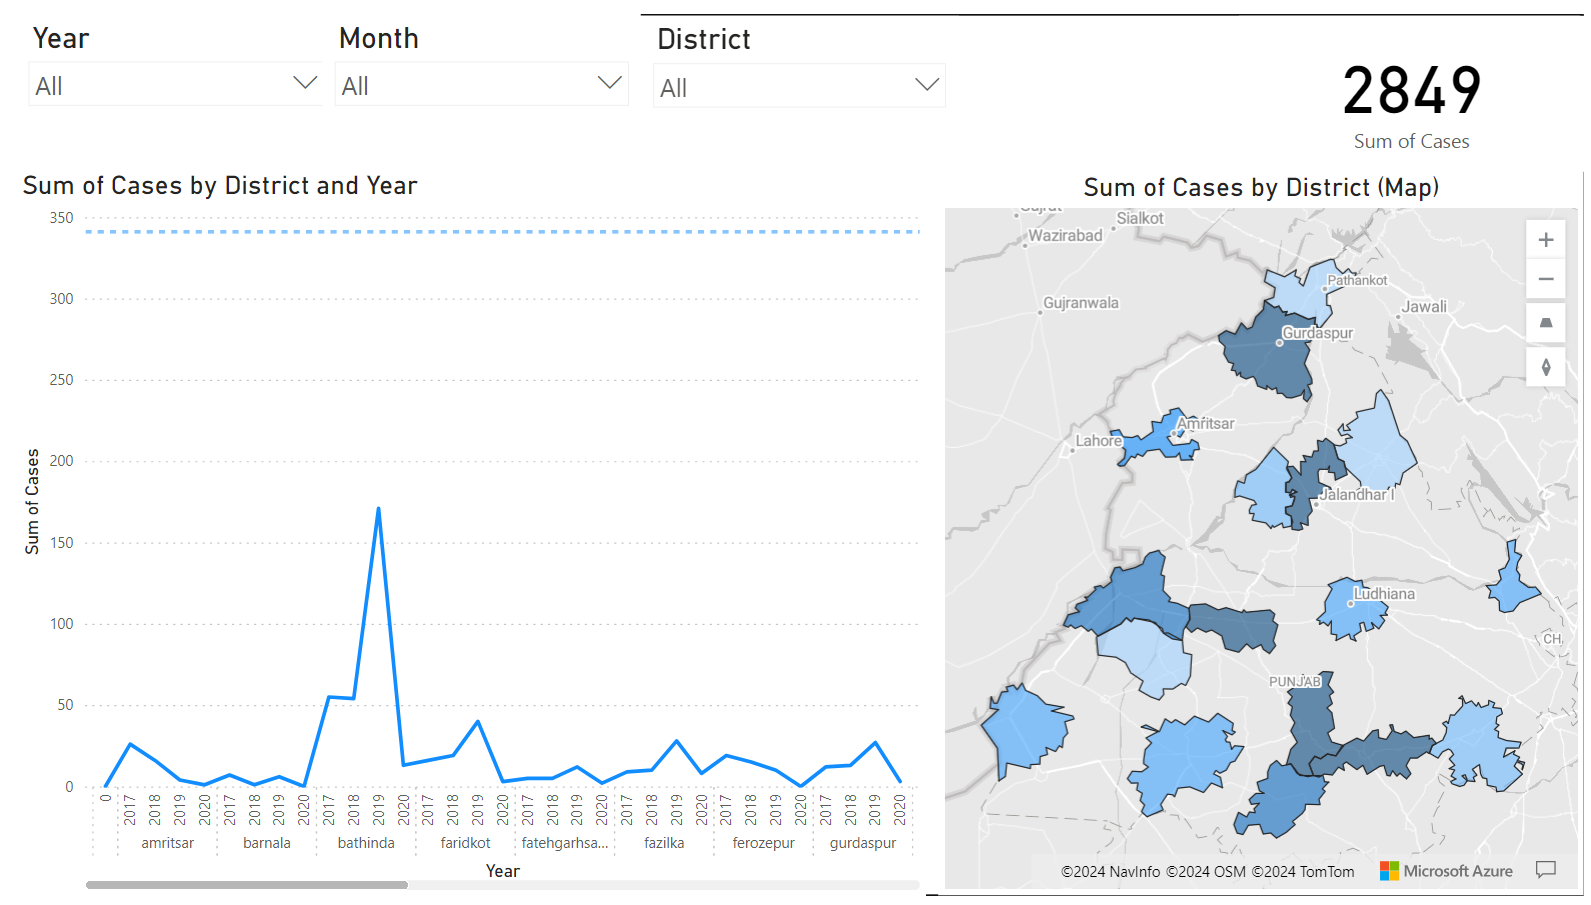 Year
All
Month
All
District
All
2849
Sum of Cases
Sum of Cases by District and Year
350
300
250
200
150
100
50
0
Sum of Cases
0 2017 2018 2019 2020 2017 2018 2019 2020 2017 2018 2019 2020 2017 2018 2019 2020 2017 2018 2019 2020 2017 2018 2019 2020 2017 2018 2019 2020 2017 2018 2019 2020
amritsar barnala bathinda faridkot fatehgarhsa... fazilka ferozepur gurdaspur
Year
Sum of Cases by District (Map)
Sialkot
Wazirabad
Pathankot
Gujranwala
Jawali
Gurdaspur
Amritsar
Lahore
Jalandhar I
Ludhiana
CH
PUNJAB
©2024 NavInfo ©2024 OSM ©2024 TomTom
Microsoft Azure